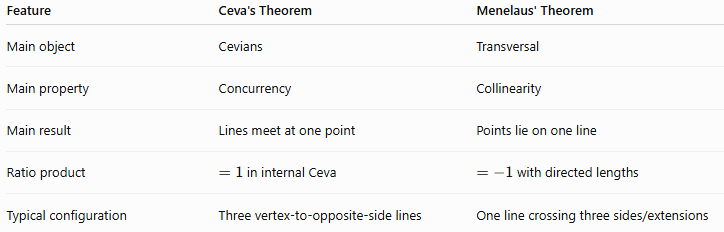 Feature Ceva's Theorem Menelaus' Theorem
Main object Cevians Transversal
Main property Concurrency Collinearity
Main result Lines meet at one point Points lie on one line
Ratio product = 1 in internal Ceva = −1 with directed lengths
Typical configuration Three vertex-to-opposite-side lines One line crossing three sides/extensions